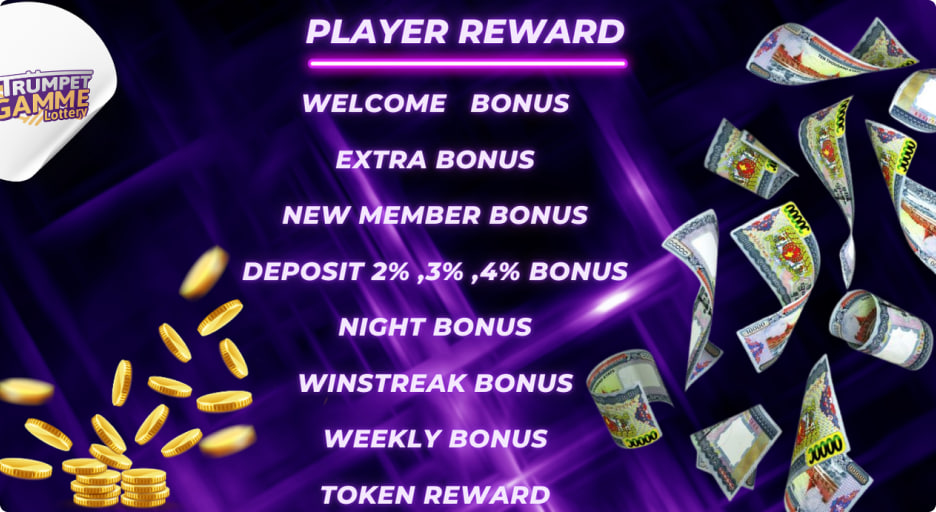 PLAYER REWARD
TRUMPET
GAMME
Lottery
WELCOME BONUS
EXTRA BONUS
NEW MEMBER BONUS
DEPOSIT 2% ,3% ,4% BONUS
NIGHT BONUS
WINSTREAK BONUS
WEEKLY BONUS
TOKEN REWARD